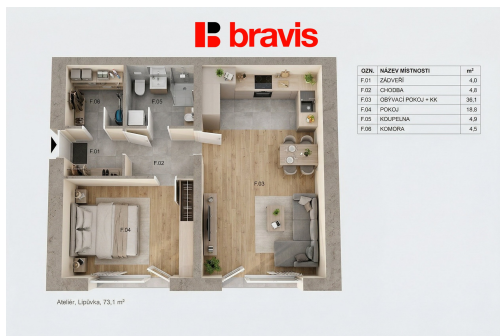 bravis
OZN. NÁZEV MÍSTNOSTI m²
F.01 ZÁDVEŘÍ 4,0
F.02 CHODBA 4,8
F.03 OBÝVACÍ POKOJ + KK 36,1
F.04 POKOJ 18,8
F.05 KOUPELNA 4,9
F.06 KOMORA 4,5
F.06
F.05
F.01
F.02
F.03
F.04
Ateliér, Lipůvka, 73,1 m²